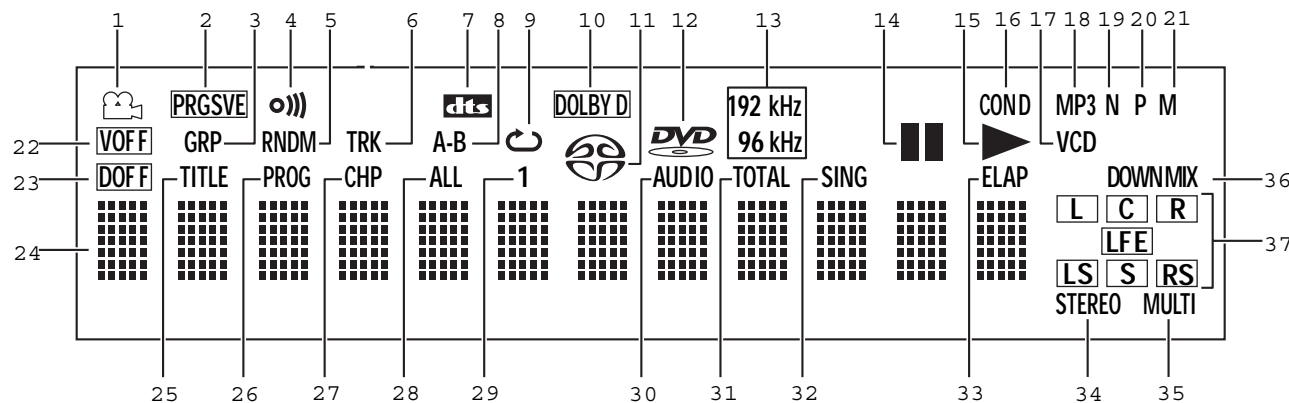 1 2 3 4 5 6 7 8 9 10 11 12 13 14 15 16 17 18 19 20 21
PRGSVE dts DOLBY D 192 kHz COND MP3 N P M
22 VOFF GRP RNDM TRK A-B DVD 96 kHz VCD
23 DOFF TITLE PROG CHP ALL 1 AUDIO TOTAL SING ELAP DOWNMIX 36
L C R
24 LFE 37
LS S RS
STEREO MULTI
25 26 27 28 29 30 31 32 33 34 35